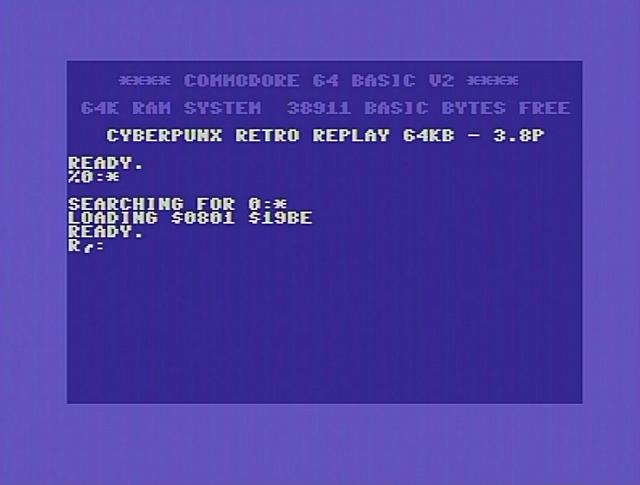 **** COMMODORE 64 BASIC V2 ****
64K RAM SYSTEM  38911 BASIC BYTES FREE
CYBERPUNX RETRO REPLAY 64KB - 3.8P
READY.
%0:*
SEARCHING FOR 0:*
LOADING $0801 $19BE
READY.
R╭: